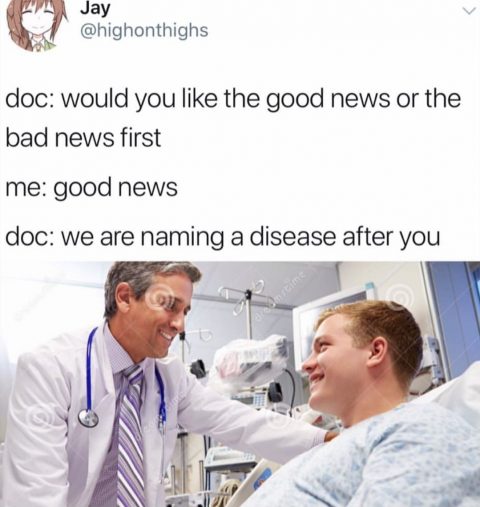 Jay
@highonthighs
doc: would you like the good news or the
bad news first
me: good news
doc: we are naming a disease after you
dreamstime